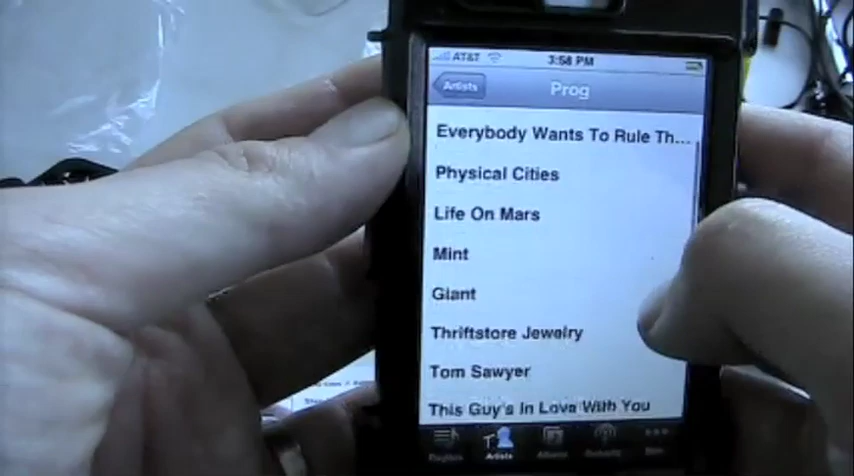 AT&T 3:58 PM
Artists Prog
Everybody Wants To Rule Th...
Physical Cities
Life On Mars
Mint
Giant
Thriftstore Jewelry
Tom Sawyer
This Guy's In Love With You
Artists